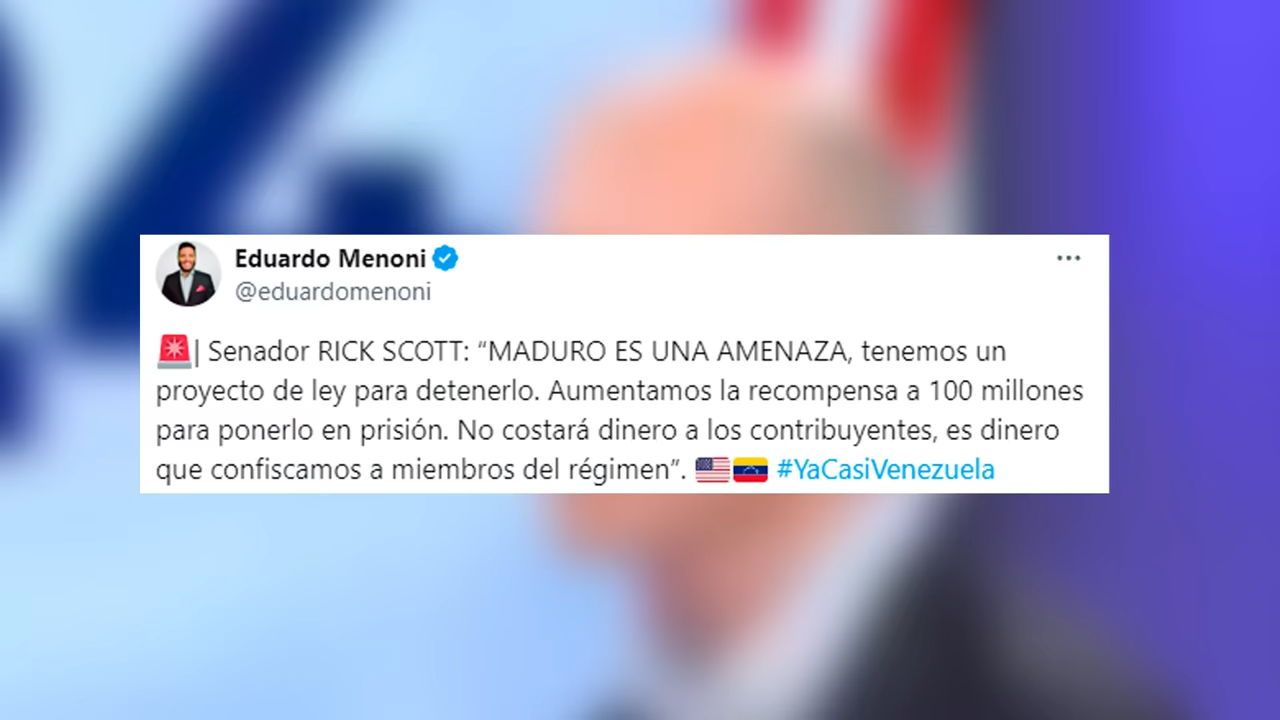 Eduardo Menoni
@eduardomenoni
🚨| Senador RICK SCOTT: “MADURO ES UNA AMENAZA, tenemos un
proyecto de ley para detenerlo. Aumentamos la recompensa a 100 millones
para ponerlo en prisión. No costará dinero a los contribuyentes, es dinero
que confiscamos a miembros del régimen”. 🇺🇸🇻🇪 #YaCasiVenezuela